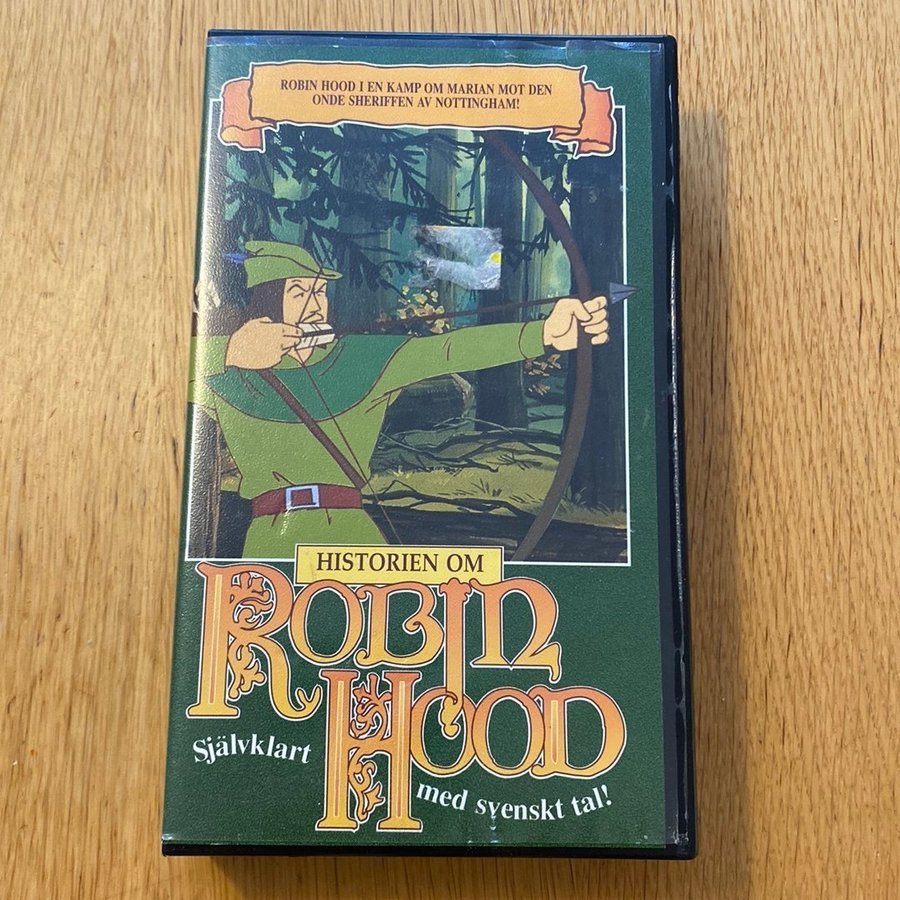 ROBIN HOOD I EN KAMP OM MARIAN MOT DEN
ONDE SHERIFFEN AV NOTTINGHAM!
HISTORIEN OM
ROBIN
HOOD
Självklart
med svenskt tal!